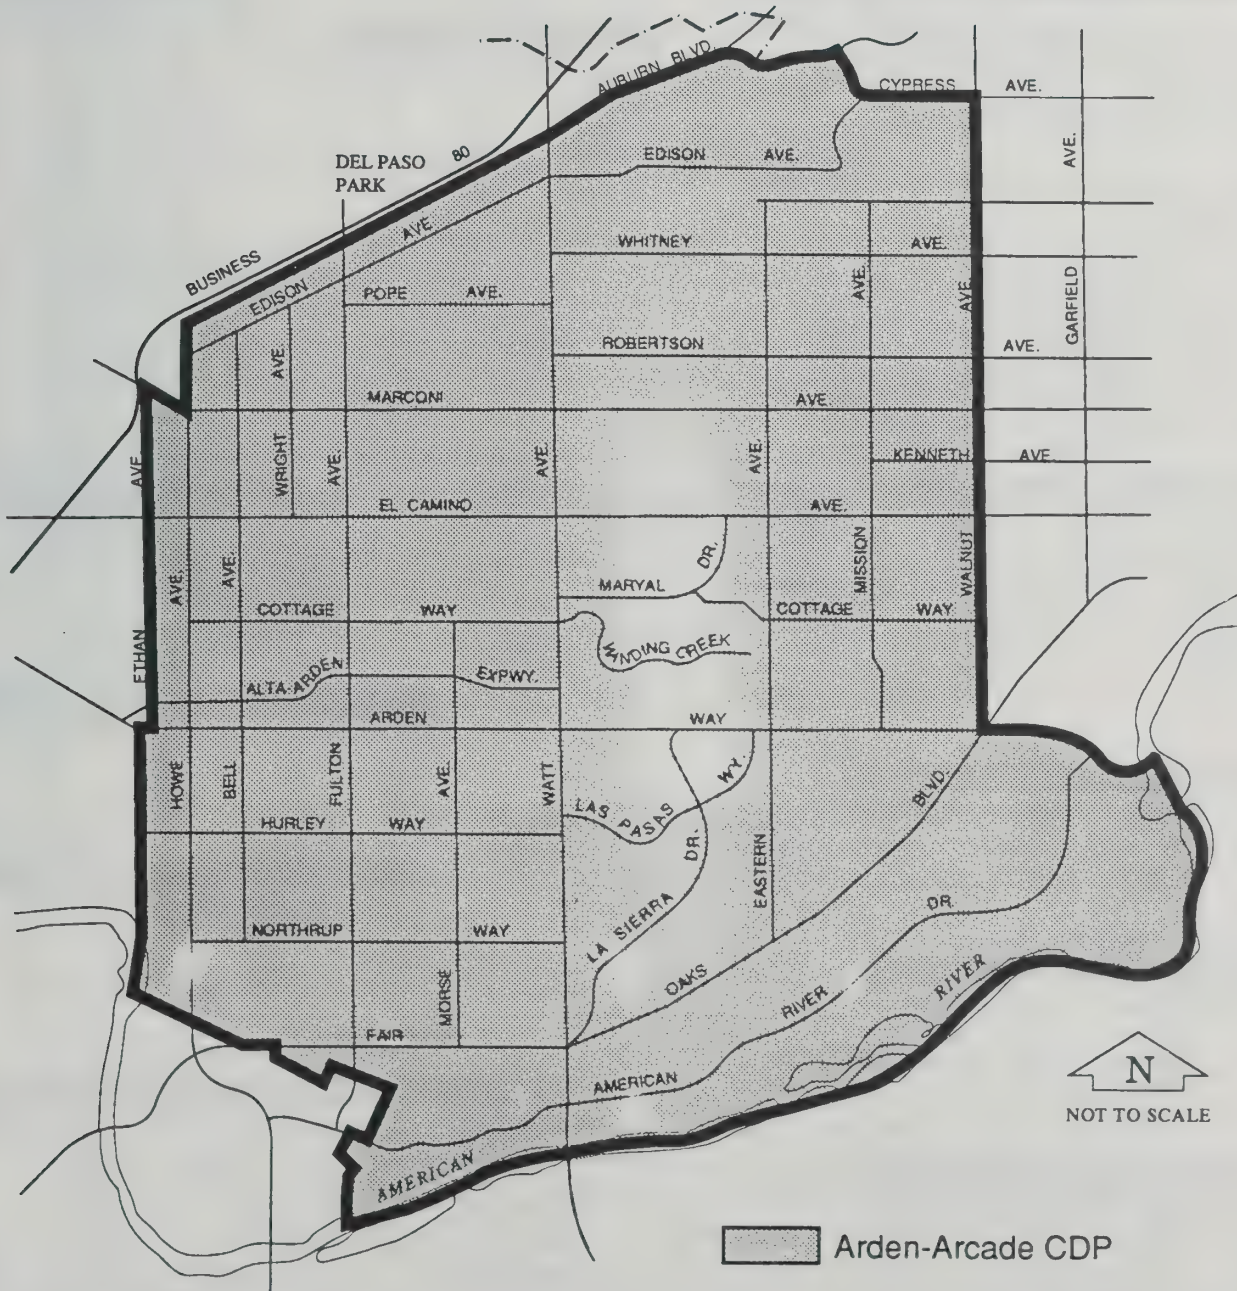 AUBURN BLVD.
CYPRESS AVE.
DEL PASO
PARK
80
EDISON AVE.
AVE.
BUSINESS
EDISON AVE.
WHITNEY AVE.
POPE AVE.
AVE.
AVE.
GARFIELD
ROBERTSON AVE.
AVE.
MARCONI AVE.
WRIGHT
AVE.
AVE.
AVE.
AVE.
KENNETH AVE.
EL CAMINO AVE.
AVE.
AVE.
DR.
MISSION
WALNUT
MARYAL
COTTAGE WAY
COTTAGE WAY
ETHAN
WINDING CREEK
ALTA-ARDEN EXPWY.
ARDEN WAY
HOWE
BELL
FULTON
AVE.
WATT
LAS PASAS WY.
BLVD.
HURLEY WAY
DR.
EASTERN
NORTHRUP WAY
LA SIERRA
DR.
OAKS
RIVER
RIVER
MORSE
FAIR
AMERICAN
N
NOT TO SCALE
AMERICAN
Arden-Arcade CDP